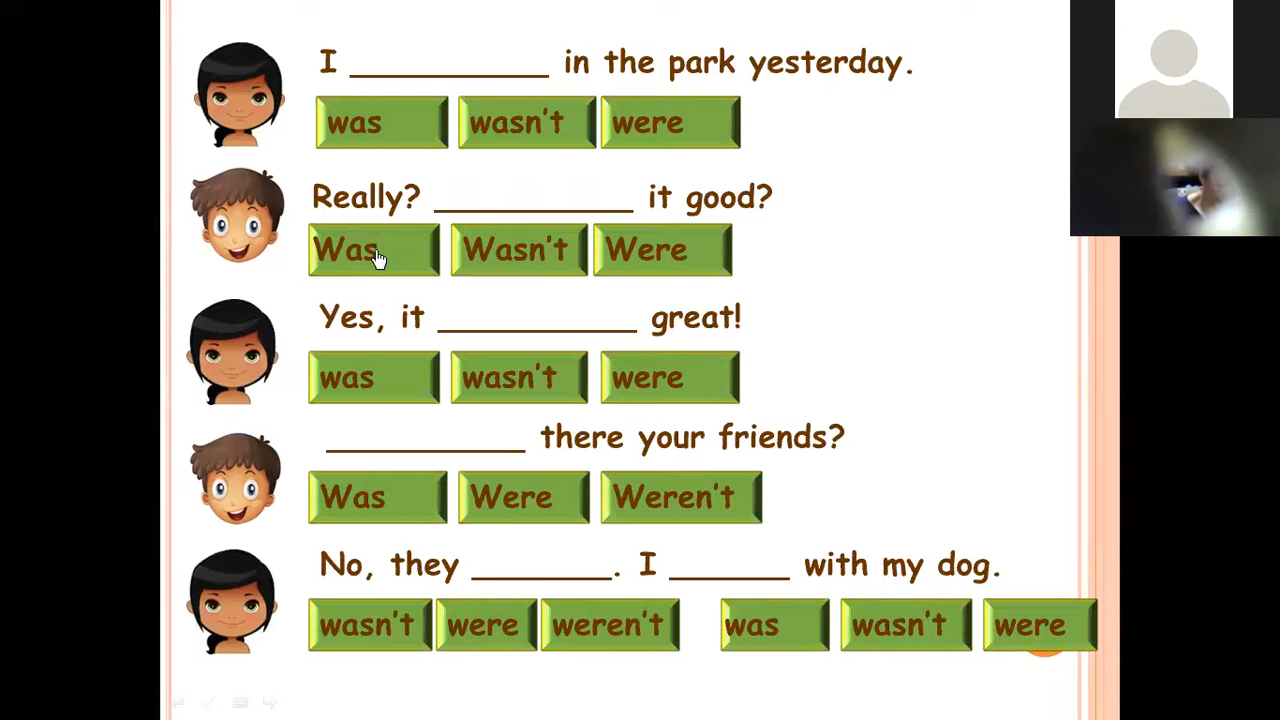 I __________ in the park yesterday.
was wasn't were
Really? __________ it good?
Was Wasn't Were
Yes, it __________ great!
was wasn't were
__________ there your friends?
Was Were Weren't
No, they _______. I ______ with my dog.
wasn't were weren't was wasn't were